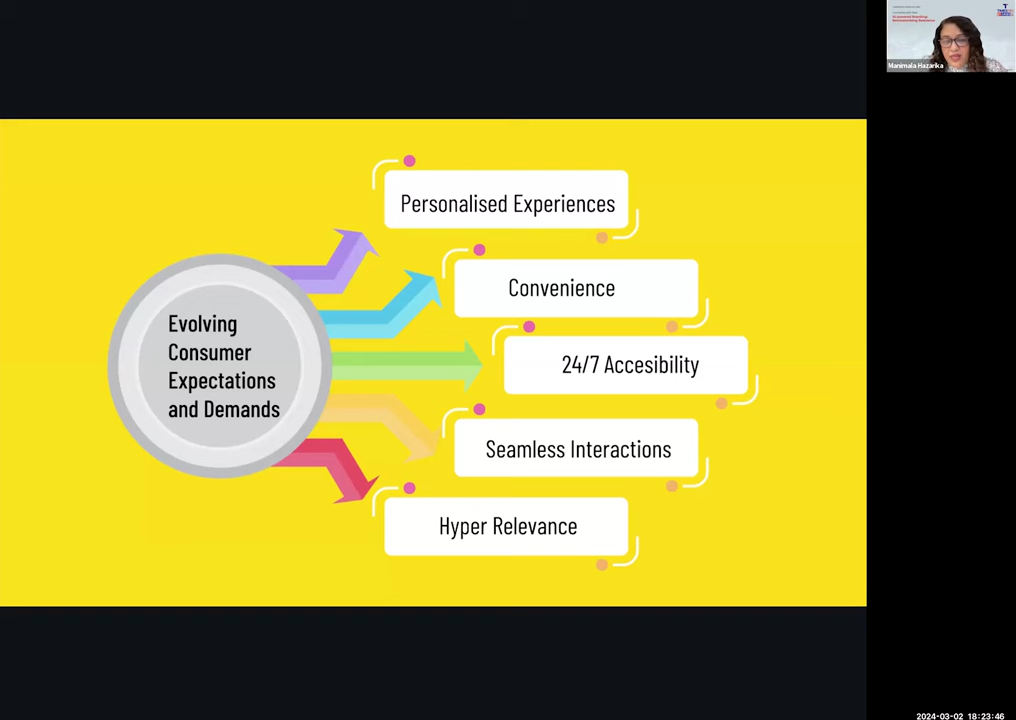 Personalised Experiences
Convenience
Evolving
Consumer
Expectations
and Demands
24/7 Accesibility
Seamless Interactions
Hyper Relevance
Manimala Hazarika
2024-03-02 18:23:46